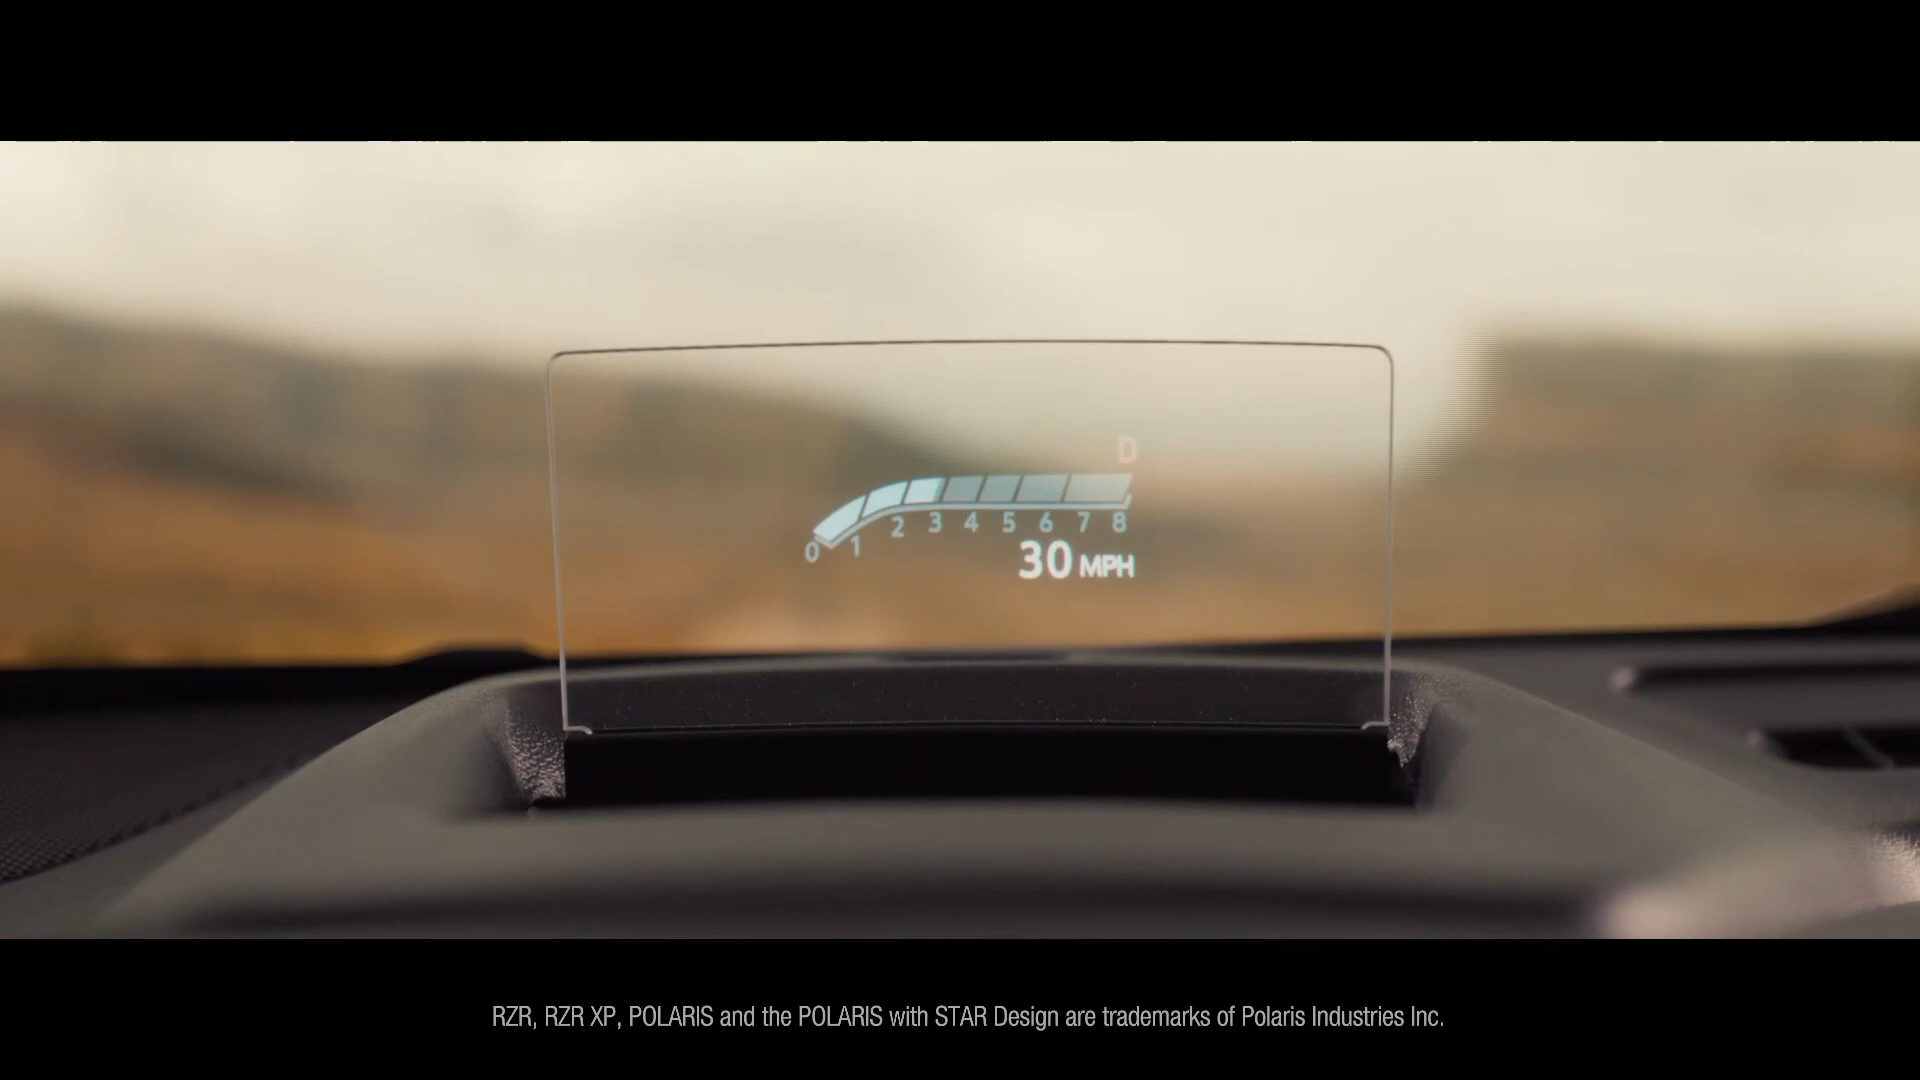 D
0 1 2 3 4 5 6 7 8
30 MPH
RZR, RZR XP, POLARIS and the POLARIS with STAR Design are trademarks of Polaris Industries Inc.